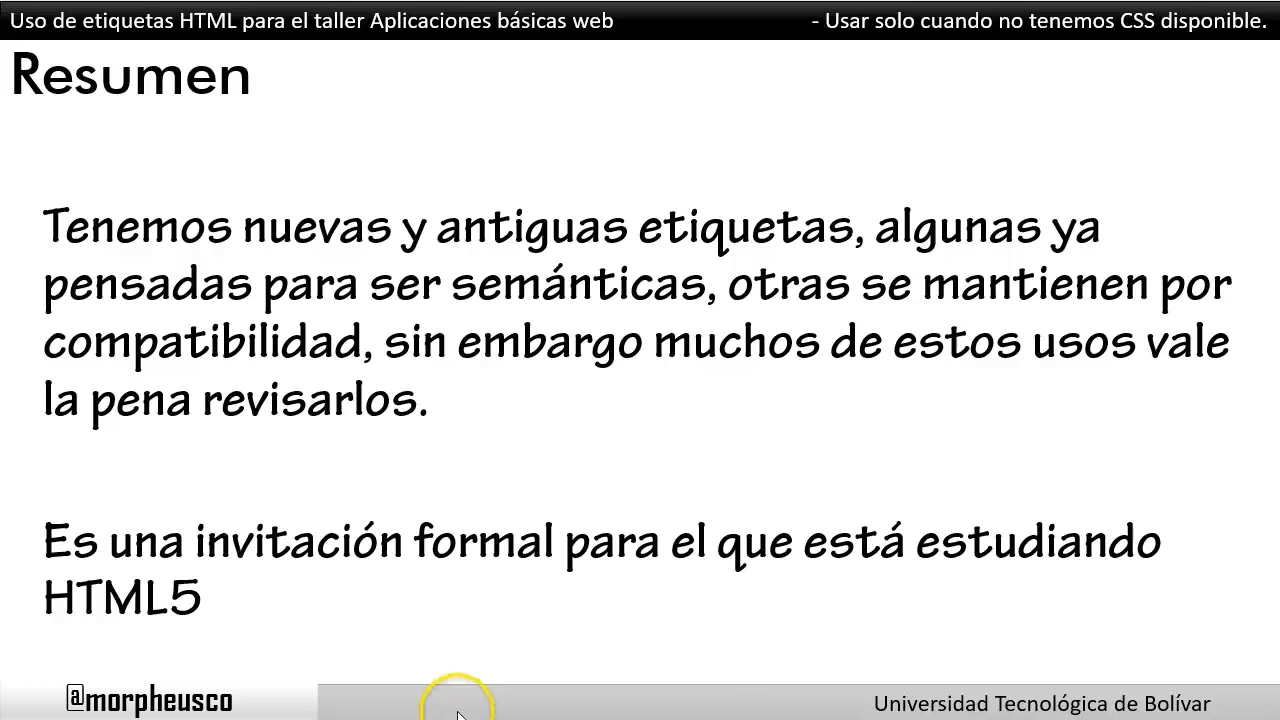 Uso de etiquetas HTML para el taller Aplicaciones básicas web - Usar solo cuando no tenemos CSS disponible.
Resumen
Tenemos nuevas y antiguas etiquetas, algunas ya
pensadas para ser semánticas, otras se mantienen por
compatibilidad, sin embargo muchos de estos usos vale
la pena revisarlos.
Es una invitación formal para el que está estudiando
HTML5
@morpheusco Universidad Tecnológica de Bolívar